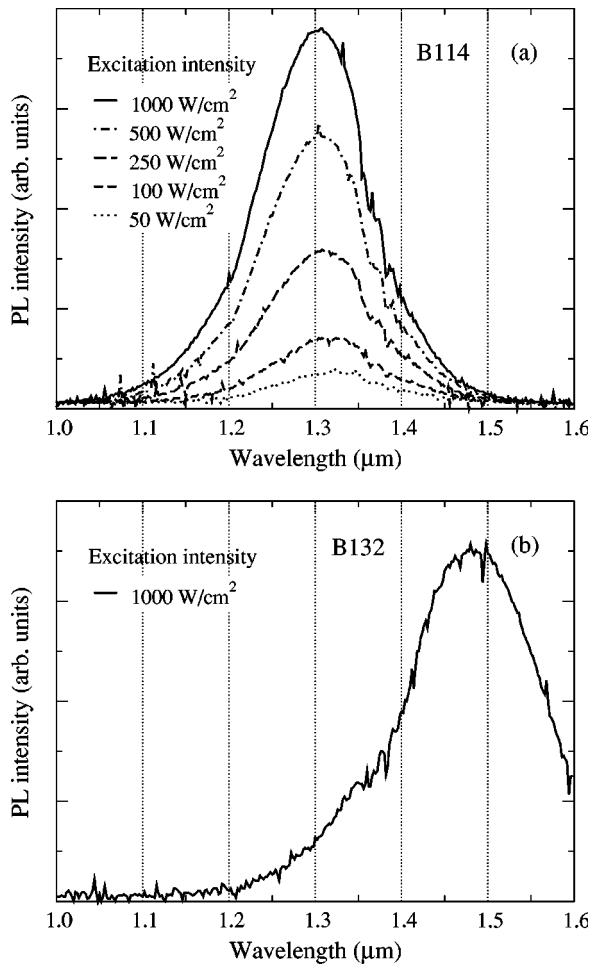 B114 (a)
Excitation intensity
1000 W/cm²
500 W/cm²
250 W/cm²
100 W/cm²
50 W/cm²
PL intensity (arb. units)
1.0 1.1 1.2 1.3 1.4 1.5 1.6
Wavelength (μm)
B132 (b)
Excitation intensity
1000 W/cm²
PL intensity (arb. units)
1.0 1.1 1.2 1.3 1.4 1.5 1.6
Wavelength (μm)